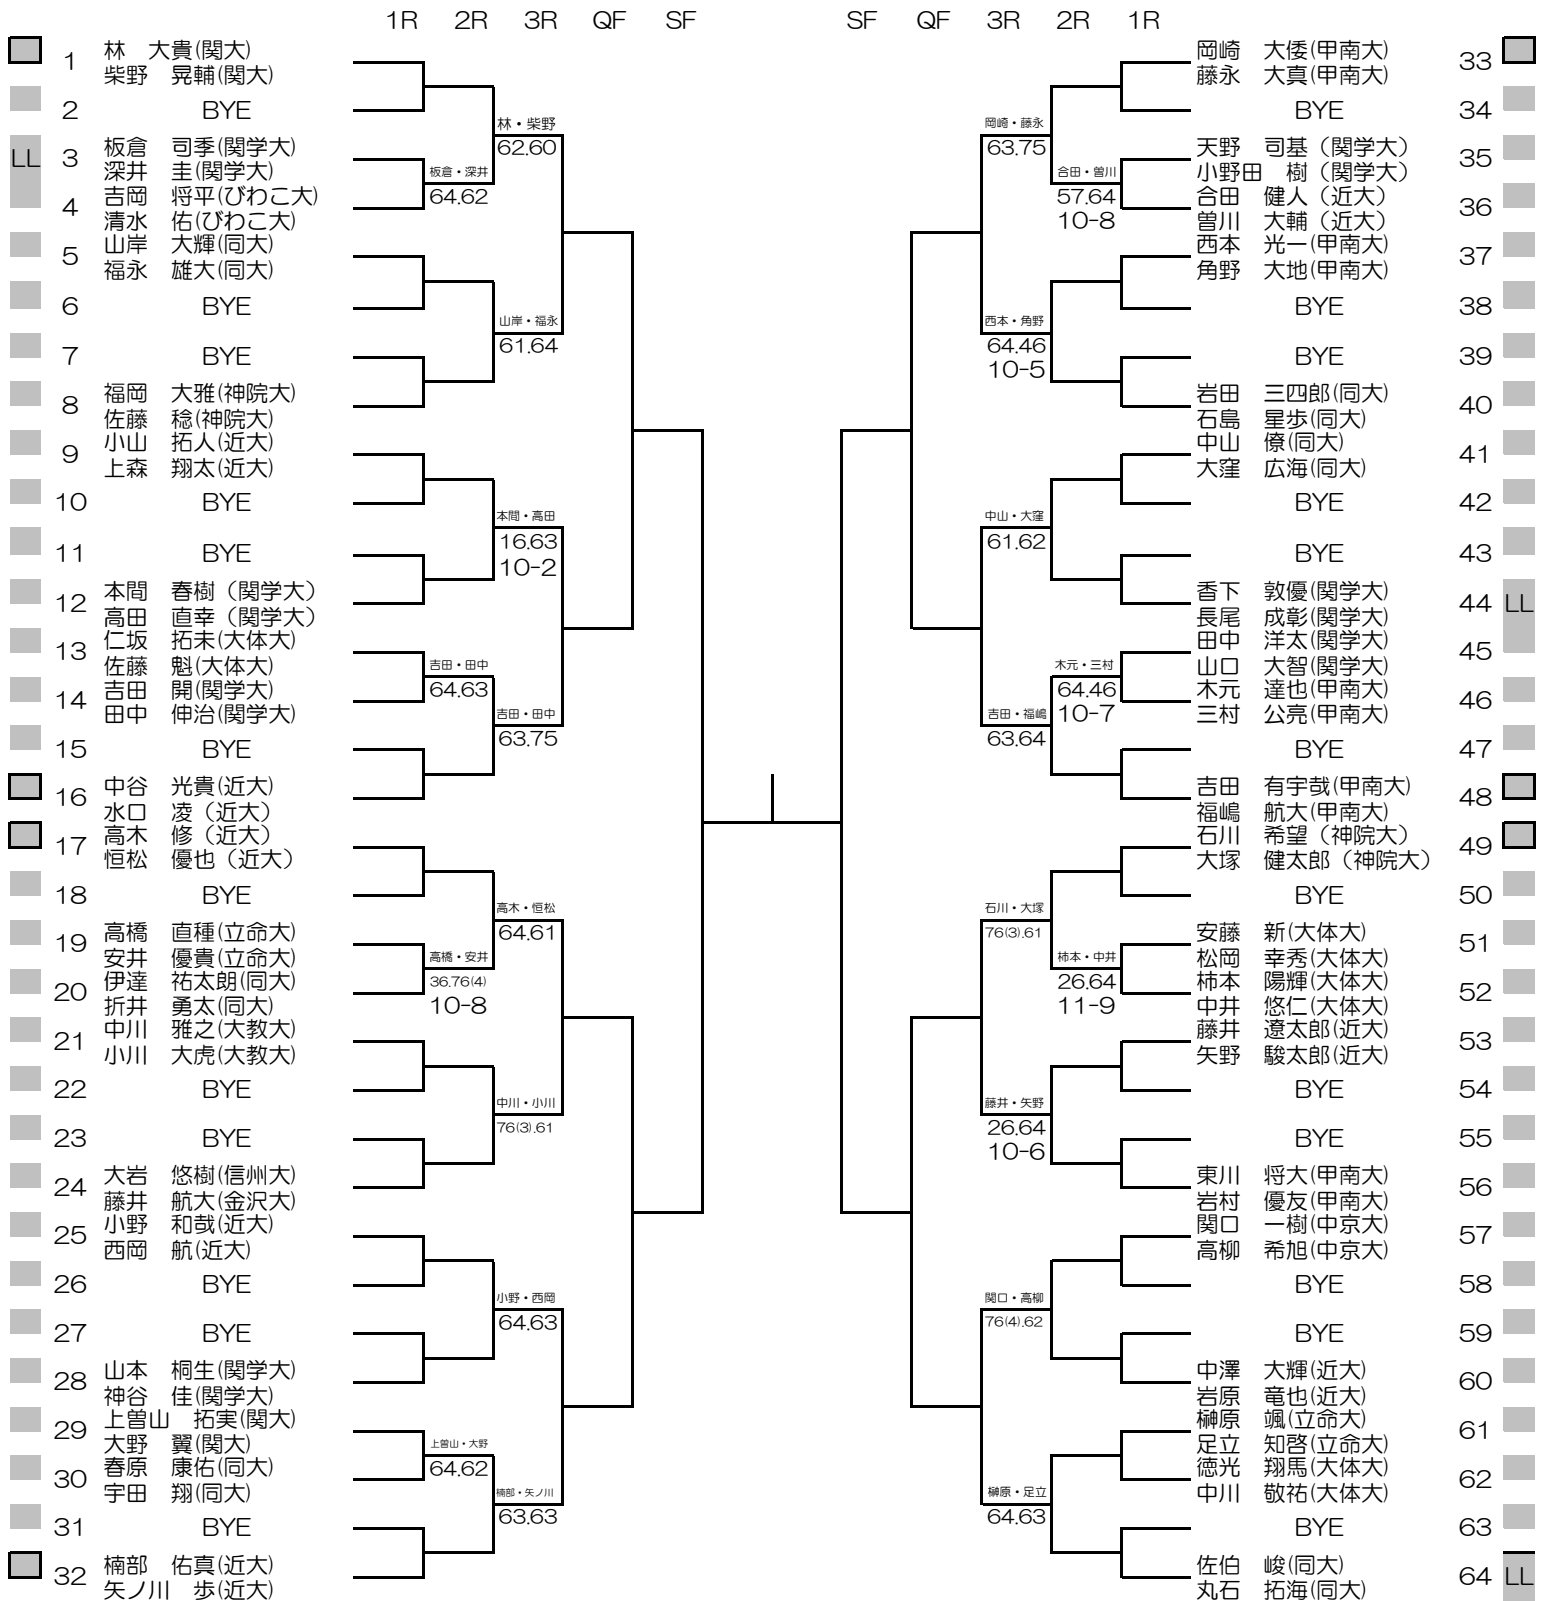 1R 2R 3R QF SF SF QF 3R 2R 1R
1 林　大貴(関大)
柴野　晃輔(関大)
2 BYE
LL 3 板倉　司季(関学大)
深井　圭(関学大)
4 吉岡　将平(びわこ大)
清水　佑(びわこ大)
5 山岸　大輝(同大)
福永　雄大(同大)
6 BYE
7 BYE
8 福岡　大雅(神院大)
佐藤　稔(神院大)
9 小山　拓人(近大)
上森　翔太(近大)
10 BYE
11 BYE
12 本間　春樹（関学大）
高田　直幸（関学大）
13 仁坂　拓未(大体大)
佐藤　魁(大体大)
14 吉田　開(関学大)
田中　伸治(関学大)
15 BYE
16 中谷　光貴(近大)
水口　凌（近大）
17 高木　修（近大）
恒松　優也（近大）
18 BYE
19 高橋　直種(立命大)
安井　優貴(立命大)
20 伊達　祐太朗(同大)
折井　勇太(同大)
21 中川　雅之(大教大)
小川　大虎(大教大)
22 BYE
23 BYE
24 大岩　悠樹(信州大)
藤井　航大(金沢大)
25 小野　和哉(近大)
西岡　航(近大)
26 BYE
27 BYE
28 山本　桐生(関学大)
神谷　佳(関学大)
29 上曽山　拓実(関大)
大野　翼(関大)
30 春原　康佑(同大)
宇田　翔(同大)
31 BYE
32 楠部　佑真(近大)
矢ノ川　歩(近大)
板倉・深井
64.62
吉田・田中
64.63
高橋・安井
36.76(4)
10-8
上曽山・大野
64.62
林・柴野
62.60
山岸・福永
61.64
本間・高田
16.63
10-2
吉田・田中
63.75
高木・恒松
64.61
中川・小川
76(3).61
小野・西岡
64.63
楠部・矢ノ川
63.63
岡崎・藤永
63.75
西本・角野
64.46
10-5
中山・大窪
61.62
吉田・福嶋
63.64
石川・大塚
76(3).61
藤井・矢野
26.64
10-6
関口・高柳
76(4).62
榊原・足立
64.63
合田・曽川
57.64
10-8
木元・三村
64.46
10-7
柿本・中井
26.64
11-9
岡崎　大倭(甲南大) 33
藤永　大真(甲南大)
BYE 34
天野　司基（関学大） 35
小野田　樹（関学大）
合田　健人（近大） 36
曽川　大輔（近大）
西本　光一(甲南大) 37
角野　大地(甲南大)
BYE 38
BYE 39
岩田　三四郎(同大) 40
石島　星歩(同大)
中山　僚(同大) 41
大窪　広海(同大)
BYE 42
BYE 43
香下　敦優(関学大) 44 LL
長尾　成彰(関学大)
田中　洋太(関学大) 45
山口　大智(関学大)
木元　達也(甲南大) 46
三村　公亮(甲南大)
BYE 47
吉田　有宇哉(甲南大) 48
福嶋　航大(甲南大)
石川　希望（神院大） 49
大塚　健太郎（神院大）
BYE 50
安藤　新(大体大) 51
松岡　幸秀(大体大)
柿本　陽輝(大体大) 52
中井　悠仁(大体大)
藤井　遼太郎(近大) 53
矢野　駿太郎(近大)
BYE 54
BYE 55
東川　将大(甲南大) 56
岩村　優友(甲南大)
関口　一樹(中京大) 57
高柳　希旭(中京大)
BYE 58
BYE 59
中澤　大輝(近大) 60
岩原　竜也(近大)
榊原　颯(立命大) 61
足立　知啓(立命大)
徳光　翔馬(大体大) 62
中川　敬祐(大体大)
BYE 63
佐伯　峻(同大) 64 LL
丸石　拓海(同大)